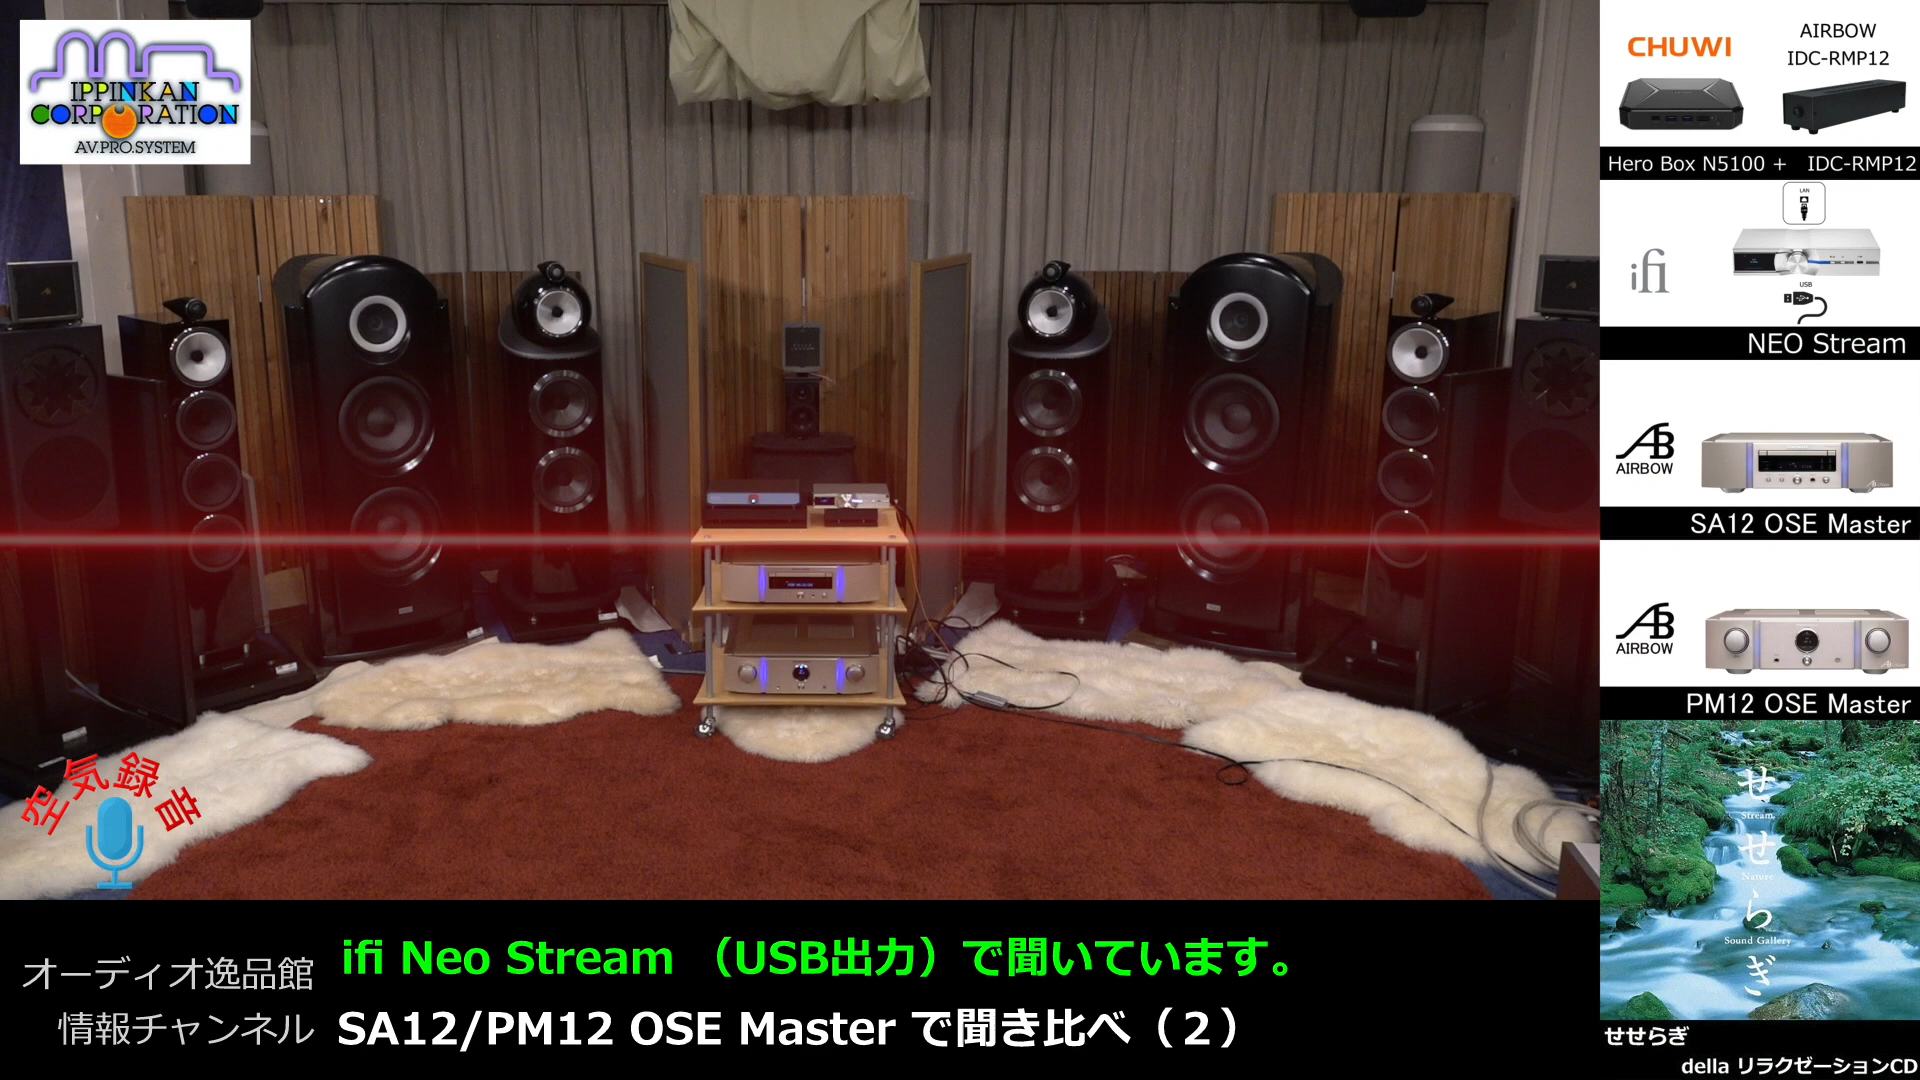 IPPINKAN
CORPORATION
AV.PRO.SYSTEM
空気録音
オーディオ逸品館
情報チャンネル
ifi Neo Stream （USB出力）で聞いています。
SA12/PM12 OSE Master で聞き比べ（２）
CHUWI
AIRBOW
IDC-RMP12
Hero Box N5100 + IDC-RMP12
LAN
ifi
USB
NEO Stream
AB
AIRBOW
SA12 OSE Master
AB
AIRBOW
PM12 OSE Master
せせらぎ
Stream
Nature
Sound Gallery
せせらぎ
della リラクゼーションCD